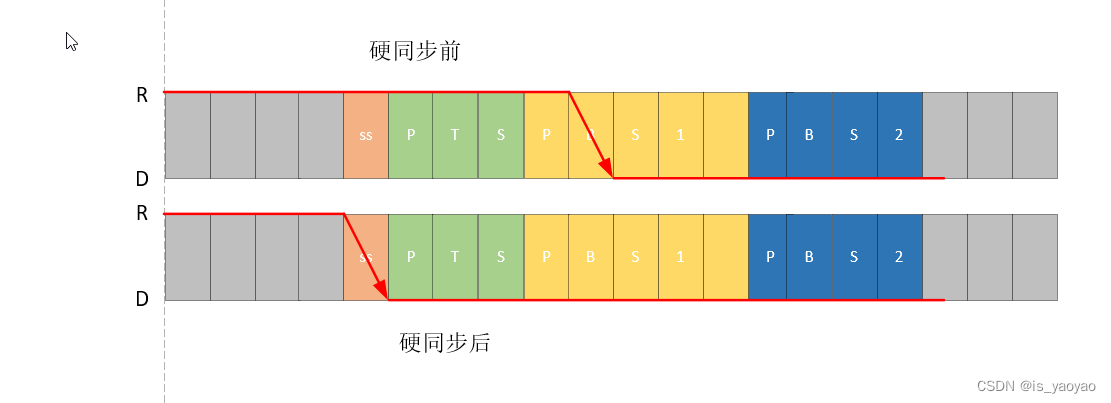 硬同步前
R
ss P T S P B S 1 P B S 2
D
R
ss P T S P B S 1 P B S 2
D
硬同步后
CSDN @is_yaoyao